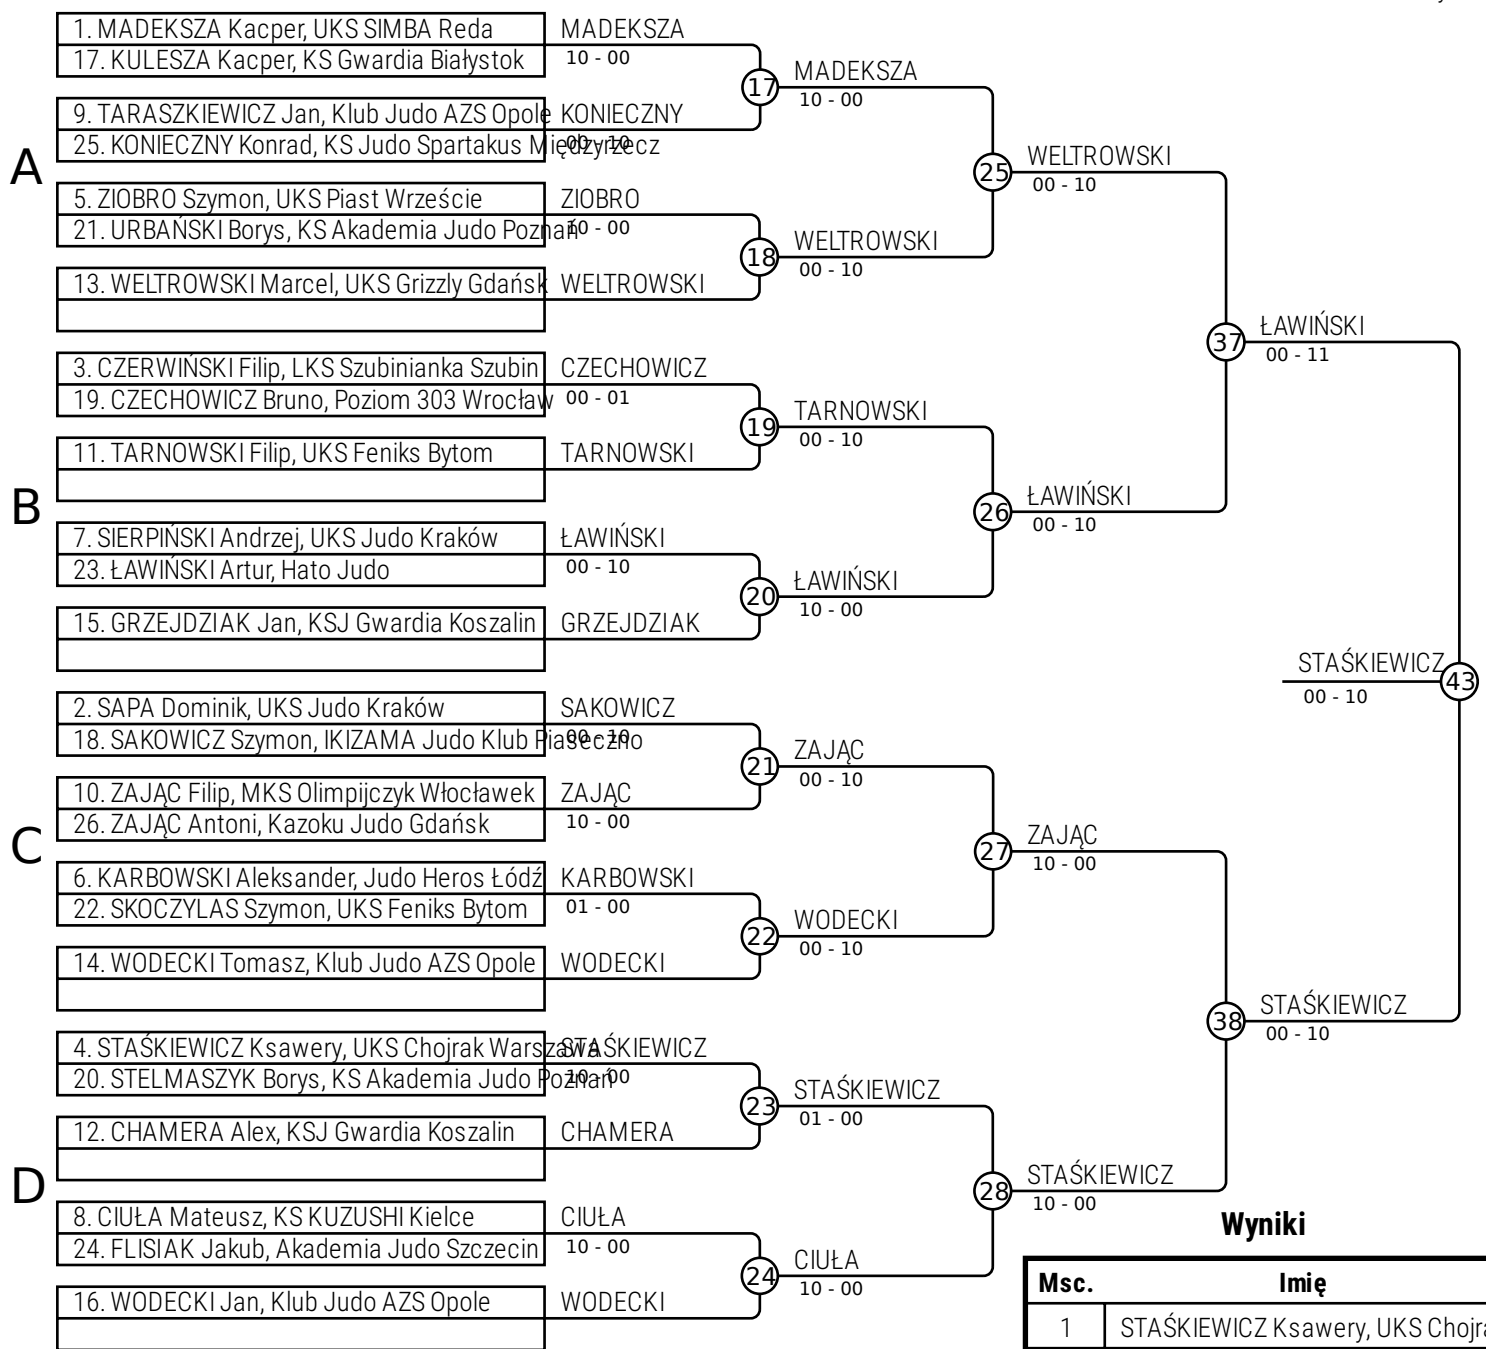 1. MADEKSZA Kacper, UKS SIMBA Reda
17. KULESZA Kacper, KS Gwardia Białystok
MADEKSZA
10 - 00
9. TARASZKIEWICZ Jan, Klub Judo AZS Opole
25. KONIECZNY Konrad, KS Judo Spartakus Międzyrzecz
KONIECZNY
00 - 10
17
MADEKSZA
10 - 00
A
5. ZIOBRO Szymon, UKS Piast Wrzeście
21. URBAŃSKI Borys, KS Akademia Judo Poznań
ZIOBRO
10 - 00
13. WELTROWSKI Marcel, UKS Grizzly Gdańsk
WELTROWSKI
18
WELTROWSKI
00 - 10
25
WELTROWSKI
00 - 10
3. CZERWIŃSKI Filip, LKS Szubinianka Szubin
19. CZECHOWICZ Bruno, Poziom 303 Wrocław
CZECHOWICZ
00 - 01
11. TARNOWSKI Filip, UKS Feniks Bytom
TARNOWSKI
19
TARNOWSKI
00 - 10
B
7. SIERPIŃSKI Andrzej, UKS Judo Kraków
23. ŁAWIŃSKI Artur, Hato Judo
ŁAWIŃSKI
00 - 10
15. GRZEJDZIAK Jan, KSJ Gwardia Koszalin
GRZEJDZIAK
20
ŁAWIŃSKI
10 - 00
26
ŁAWIŃSKI
00 - 10
37
ŁAWIŃSKI
00 - 11
2. SAPA Dominik, UKS Judo Kraków
18. SAKOWICZ Szymon, IKIZAMA Judo Klub Piaseczno
SAKOWICZ
00 - 10
10. ZAJĄC Filip, MKS Olimpijczyk Włocławek
26. ZAJĄC Antoni, Kazoku Judo Gdańsk
ZAJĄC
10 - 00
21
ZAJĄC
00 - 10
C
6. KARBOWSKI Aleksander, Judo Heros Łódź
22. SKOCZYLAS Szymon, UKS Feniks Bytom
KARBOWSKI
01 - 00
14. WODECKI Tomasz, Klub Judo AZS Opole
WODECKI
22
WODECKI
00 - 10
27
ZAJĄC
10 - 00
4. STAŚKIEWICZ Ksawery, UKS Chojrak Warszawa
20. STELMASZYK Borys, KS Akademia Judo Poznań
STAŚKIEWICZ
10 - 00
12. CHAMERA Alex, KSJ Gwardia Koszalin
CHAMERA
23
STAŚKIEWICZ
01 - 00
D
8. CIUŁA Mateusz, KS KUZUSHI Kielce
24. FLISIAK Jakub, Akademia Judo Szczecin
CIUŁA
10 - 00
16. WODECKI Jan, Klub Judo AZS Opole
WODECKI
24
CIUŁA
10 - 00
28
STAŚKIEWICZ
10 - 00
38
STAŚKIEWICZ
00 - 10
STAŚKIEWICZ
00 - 10
43
Wyniki
Msc. Imię
1 STAŚKIEWICZ Ksawery, UKS Chojra